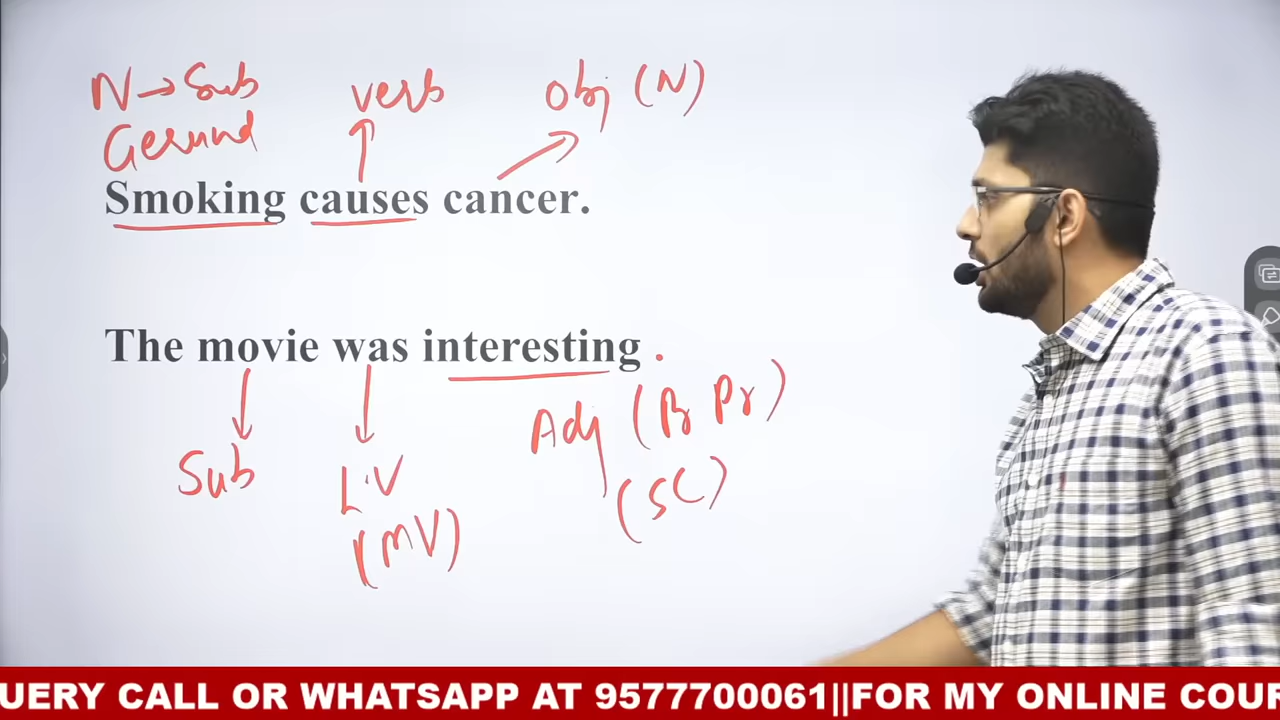 N → Sub verb Obj (N)
Gerund
Smoking causes cancer.
The movie was interesting .
Adj (Pr Pr)
Sub L.V (SC)
(MV)
UERY CALL OR WHATSAPP AT 9577700061||FOR MY ONLINE COUR